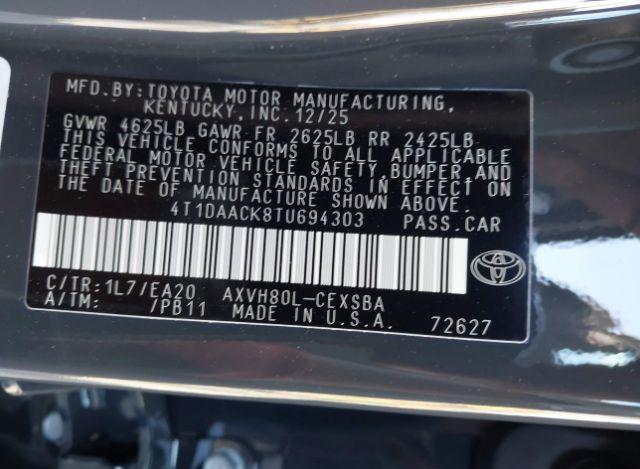 MFD. BY: TOYOTA MOTOR MANUFACTURING,
KENTUCKY, INC. 12/25
GVWR 4625LB GAWR FR 2625LB RR 2425LB
THIS VEHICLE CONFORMS TO ALL APPLICABLE
FEDERAL MOTOR VEHICLE SAFETY, BUMPER, AND
THEFT PREVENTION STANDARDS IN EFFECT ON
THE DATE OF MANUFACTURE SHOWN ABOVE.
4T1DAACK8TU694303 PASS. CAR
C/TR: 1L7/EA20 AXVH80L-CEXSBA
A/TM: /PB11 MADE IN U.S.A. 72627